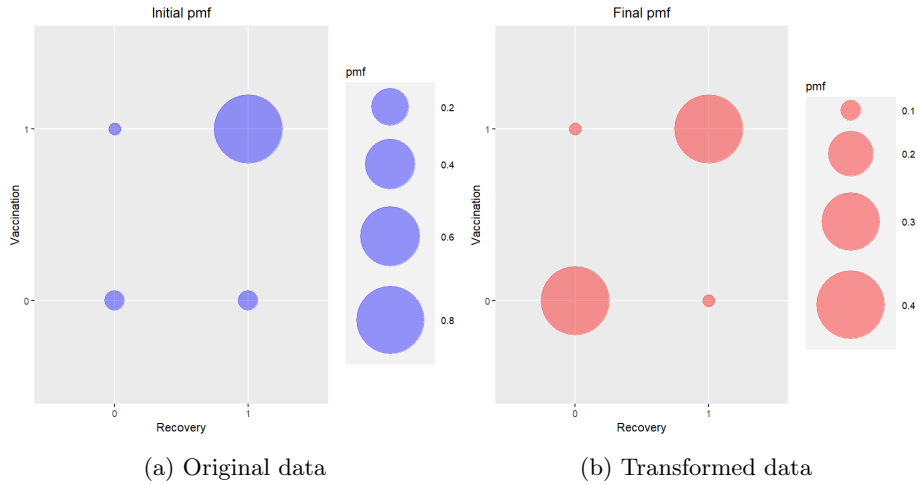 Initial pmf
Vaccination
1
0
0
1
Recovery
pmf
0.2
0.4
0.6
0.8
(a) Original data
Final pmf
Vaccination
1
0
0
1
Recovery
pmf
0.1
0.2
0.3
0.4
(b) Transformed data